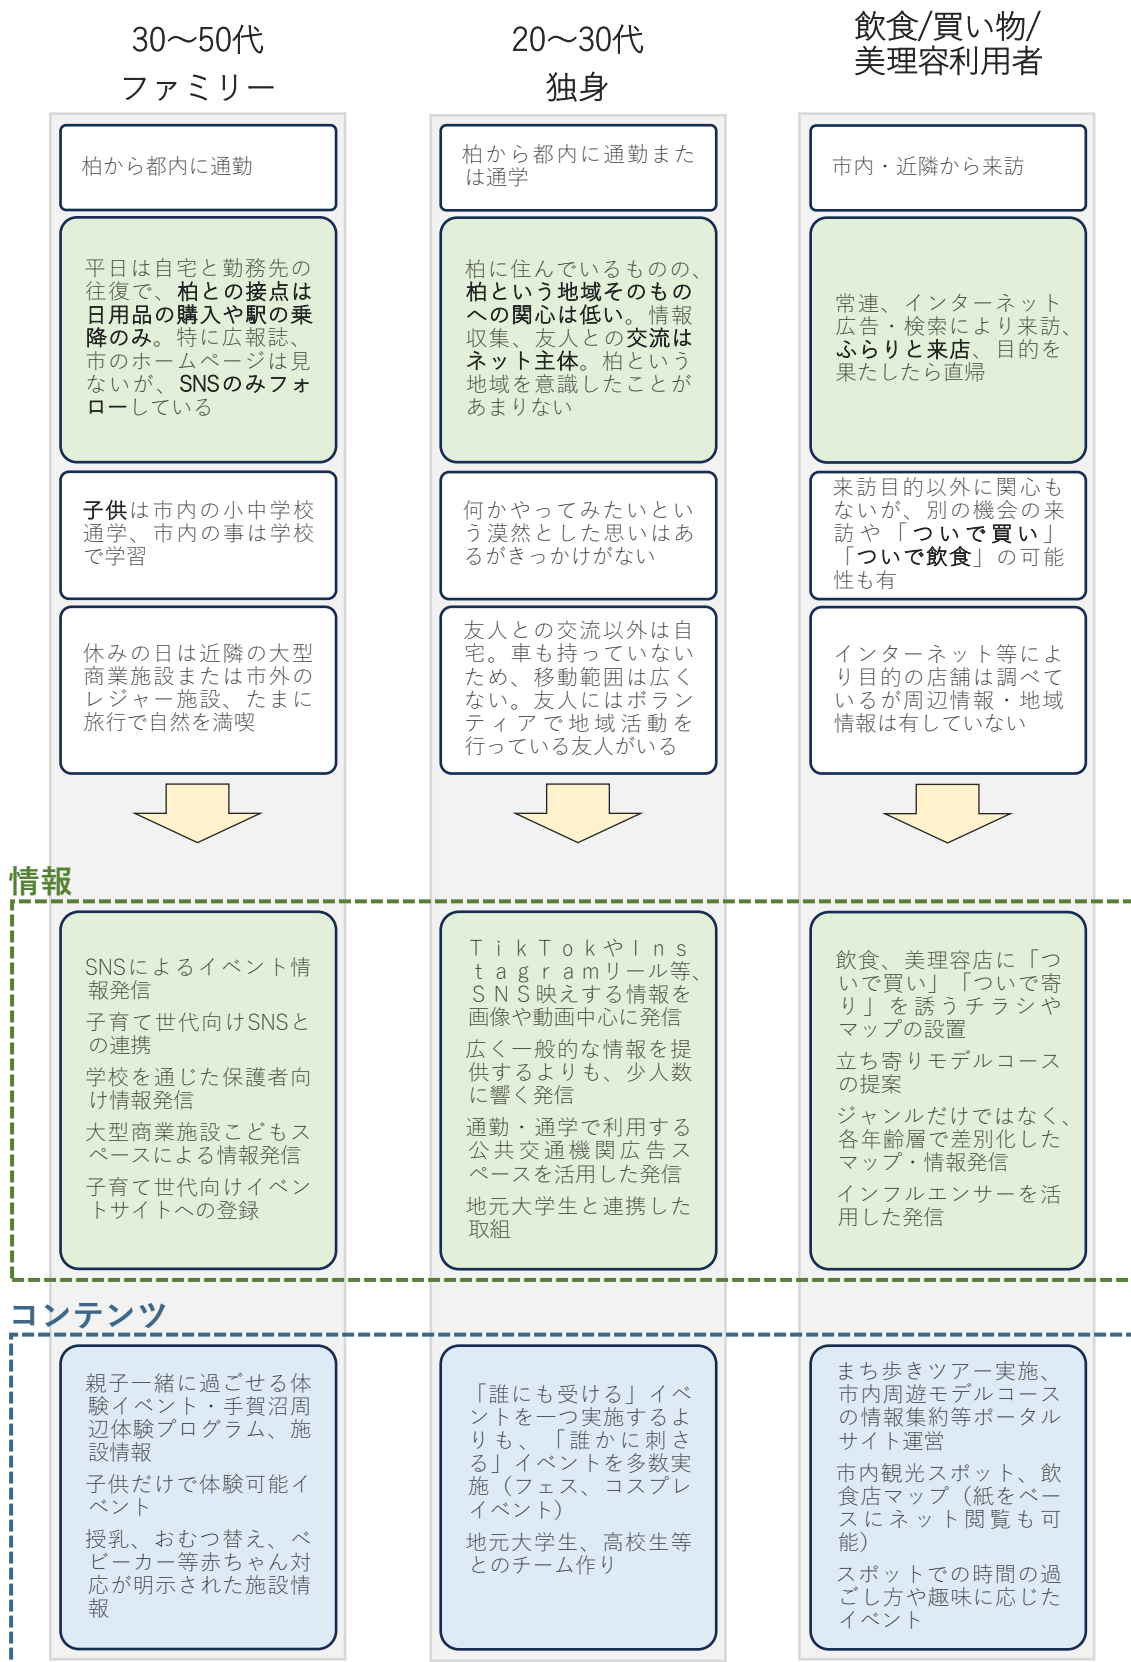 30～50代
ファミリー
柏から都内に通勤
平日は自宅と勤務先の
往復で、柏との接点は
日用品の購入や駅の乗
降のみ。特に広報誌、
市のホームページは見
ないが、SNSのみフォ
ローしている
子供は市内の小中学校
通学、市内の事は学校
で学習
休みの日は近隣の大型
商業施設または市外の
レジャー施設、たまに
旅行で自然を満喫
20～30代
独身
柏から都内に通勤また
は通学
柏に住んでいるものの、
柏という地域そのもの
への関心は低い。情報
収集、友人との交流は
ネット主体。柏という
地域を意識したことが
あまりない
何かやってみたいとい
う漠然とした思いはあ
るがきっかけがない
友人との交流以外は自
宅。車も持っていない
ため、移動範囲は広く
ない。友人にはボラン
ティアで地域活動を
行っている友人がいる
飲食/買い物/
美理容利用者
市内・近隣から来訪
常連、インターネット
広告・検索により来訪、
ふらりと来店、目的を
果たしたら直帰
来訪目的以外に関心も
ないが、別の機会の来
訪や「ついで買い」
「ついで飲食」の可能
性も有
インターネット等によ
り目的の店舗は調べて
いるが周辺情報・地域
情報は有していない
情報
SNSによるイベント情
報発信
子育て世代向けSNSと
の連携
学校を通じた保護者向
け情報発信
大型商業施設こどもス
ペースによる情報発信
子育て世代向けイベン
トサイトへの登録
ＴｉｋＴｏｋやＩｎｓ
ｔａｇｒａｍリール等、
ＳＮＳ映えする情報を
画像や動画中心に発信
広く一般的な情報を提
供するよりも、少人数
に響く発信
通勤・通学で利用する
公共交通機関広告ス
ペースを活用した発信
地元大学生と連携した
取組
飲食、美理容店に「つ
いで買い」「ついで寄
り」を誘うチラシや
マップの設置
立ち寄りモデルコース
の提案
ジャンルだけではなく、
各年齢層で差別化した
マップ・情報発信
インフルエンサーを活
用した発信
コンテンツ
親子一緒に過ごせる体
験イベント・手賀沼周
辺体験プログラム、施
設情報
子供だけで体験可能イ
ベント
授乳、おむつ替え、ベ
ビーカー等赤ちゃん対
応が明示された施設情
報
「誰にも受ける」イベ
ントを一つ実施するよ
りも、「誰かに刺さ
る」イベントを多数実
施（フェス、コスプレ
イベント）
地元大学生、高校生等
とのチーム作り
まち歩きツアー実施、
市内周遊モデルコース
の情報集約等ポータル
サイト運営
市内観光スポット、飲
食店マップ（紙をベー
スにネット閲覧も可
能）
スポットでの時間の過
ごし方や趣味に応じた
イベント